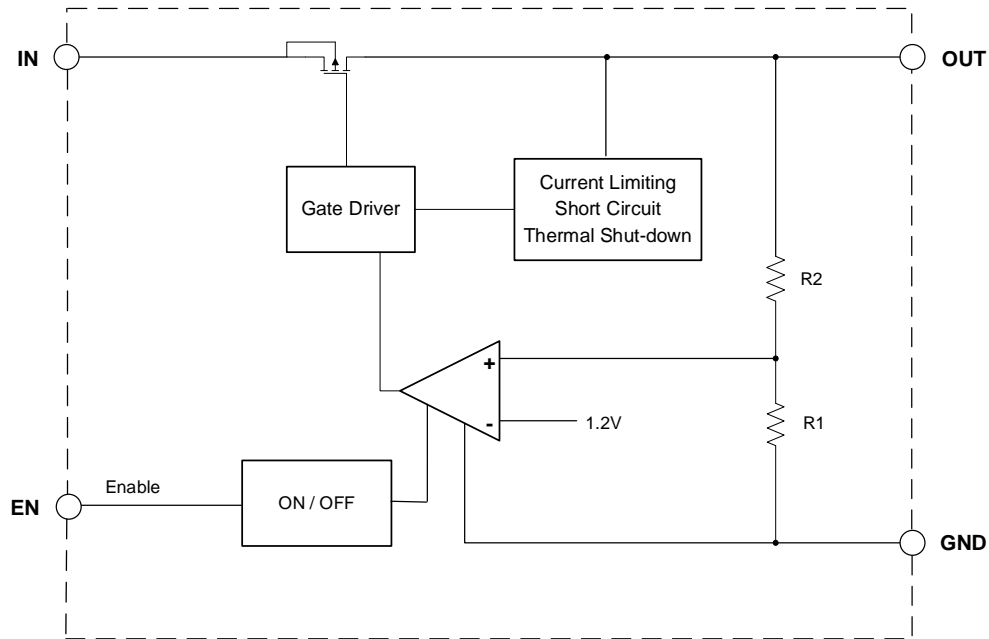 IN
OUT
Gate Driver
Current Limiting
Short Circuit
Thermal Shut-down
R2
+
-
1.2V
R1
Enable
EN
ON / OFF
GND